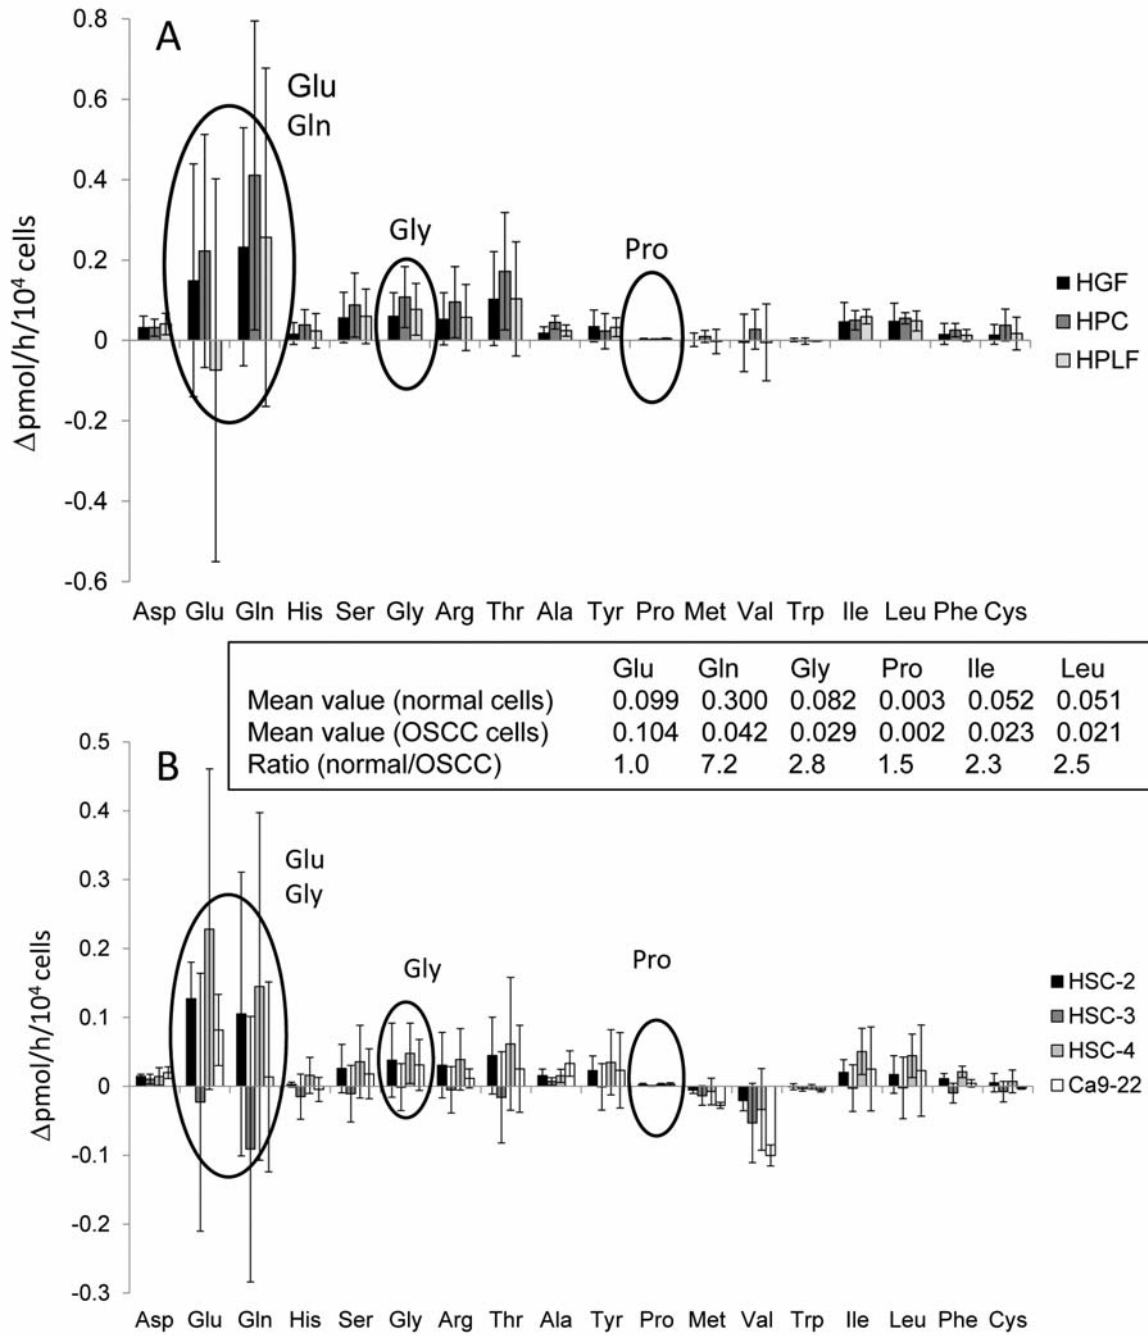 A
0.8
0.6
0.4
0.2
0
-0.2
-0.4
-0.6
Δpmol/h/10⁴ cells
Glu
Gln
Gly
Pro
HGF
HPC
HPLF
Asp Glu Gln His Ser Gly Arg Thr Ala Tyr Pro Met Val Trp Ile Leu Phe Cys
Glu Gln Gly Pro Ile Leu
Mean value (normal cells) 0.099 0.300 0.082 0.003 0.052 0.051
Mean value (OSCC cells) 0.104 0.042 0.029 0.002 0.023 0.021
Ratio (normal/OSCC) 1.0 7.2 2.8 1.5 2.3 2.5
B
0.5
0.4
0.3
0.2
0.1
0
-0.1
-0.2
-0.3
Δpmol/h/10⁴ cells
Glu
Gly
Gly
Pro
HSC-2
HSC-3
HSC-4
Ca9-22
Asp Glu Gln His Ser Gly Arg Thr Ala Tyr Pro Met Val Trp Ile Leu Phe Cys